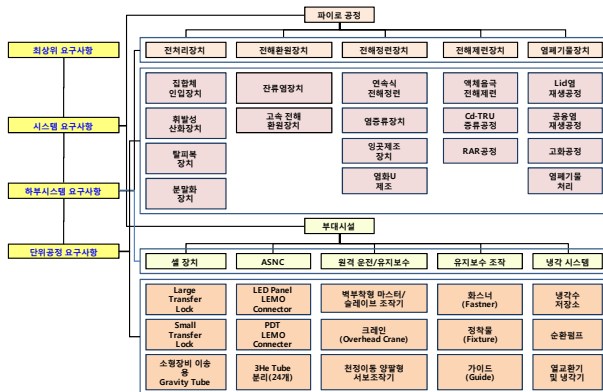 파이로 공정
최상위 요구사항
전처리장치
전해환원장치
전해정련장치
전해제련장치
염폐기물장치
집합체
인입장치
잔류염장치
연속식
전해정련
액체음극
전해제련
Lid염
재생공정
시스템 요구사항
휘발성
산화장치
고속 전해
환원장치
염증류장치
Cd-TRU
증류공정
공융염
재생공정
탈피복
장치
잉곳제조
장치
RAR공정
고화공정
하부시스템 요구사항
분말화
장치
염화U
제조
염폐기물
처리
부대시설
단위공정 요구사항
셀 장치
ASNC
원격 운전/유지보수
유지보수 조작
냉각 시스템
Large
Transfer
Lock
LED Panel
LEMO
Connector
벽부착형 마스터/
슬레이브 조작기
화스너
(Fastner)
냉각수
저장소
Small
Transfer
Lock
PDT
LEMO
Connecter
크레인
(Overhead Crane)
정착물
(Fixture)
순환펌프
소형장비 이송
용
Gravity Tube
3He Tube
분리(24개)
천정이동 양팔형
서보조작기
가이드
(Guide)
열교환기
및 냉각기